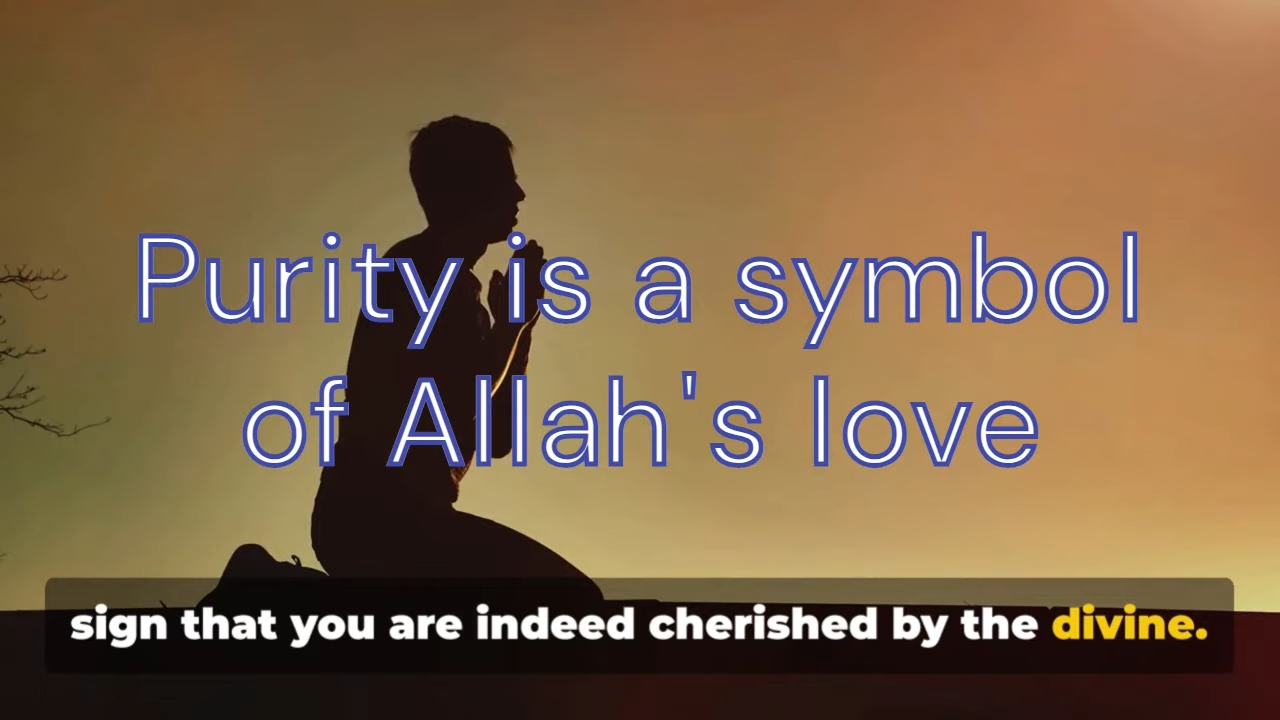 Purity is a symbol
of Allah's love
sign that you are indeed cherished by the divine.